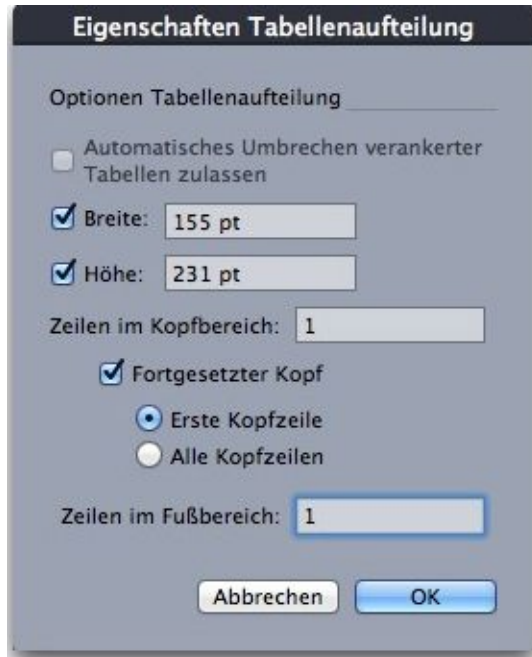 Eigenschaften Tabellenaufteilung
Optionen Tabellenaufteilung
Automatisches Umbrechen verankerter
Tabellen zulassen
Breite: 155 pt
Höhe: 231 pt
Zeilen im Kopfbereich: 1
Fortgesetzter Kopf
Erste Kopfzeile
Alle Kopfzeilen
Zeilen im Fußbereich: 1
Abbrechen OK